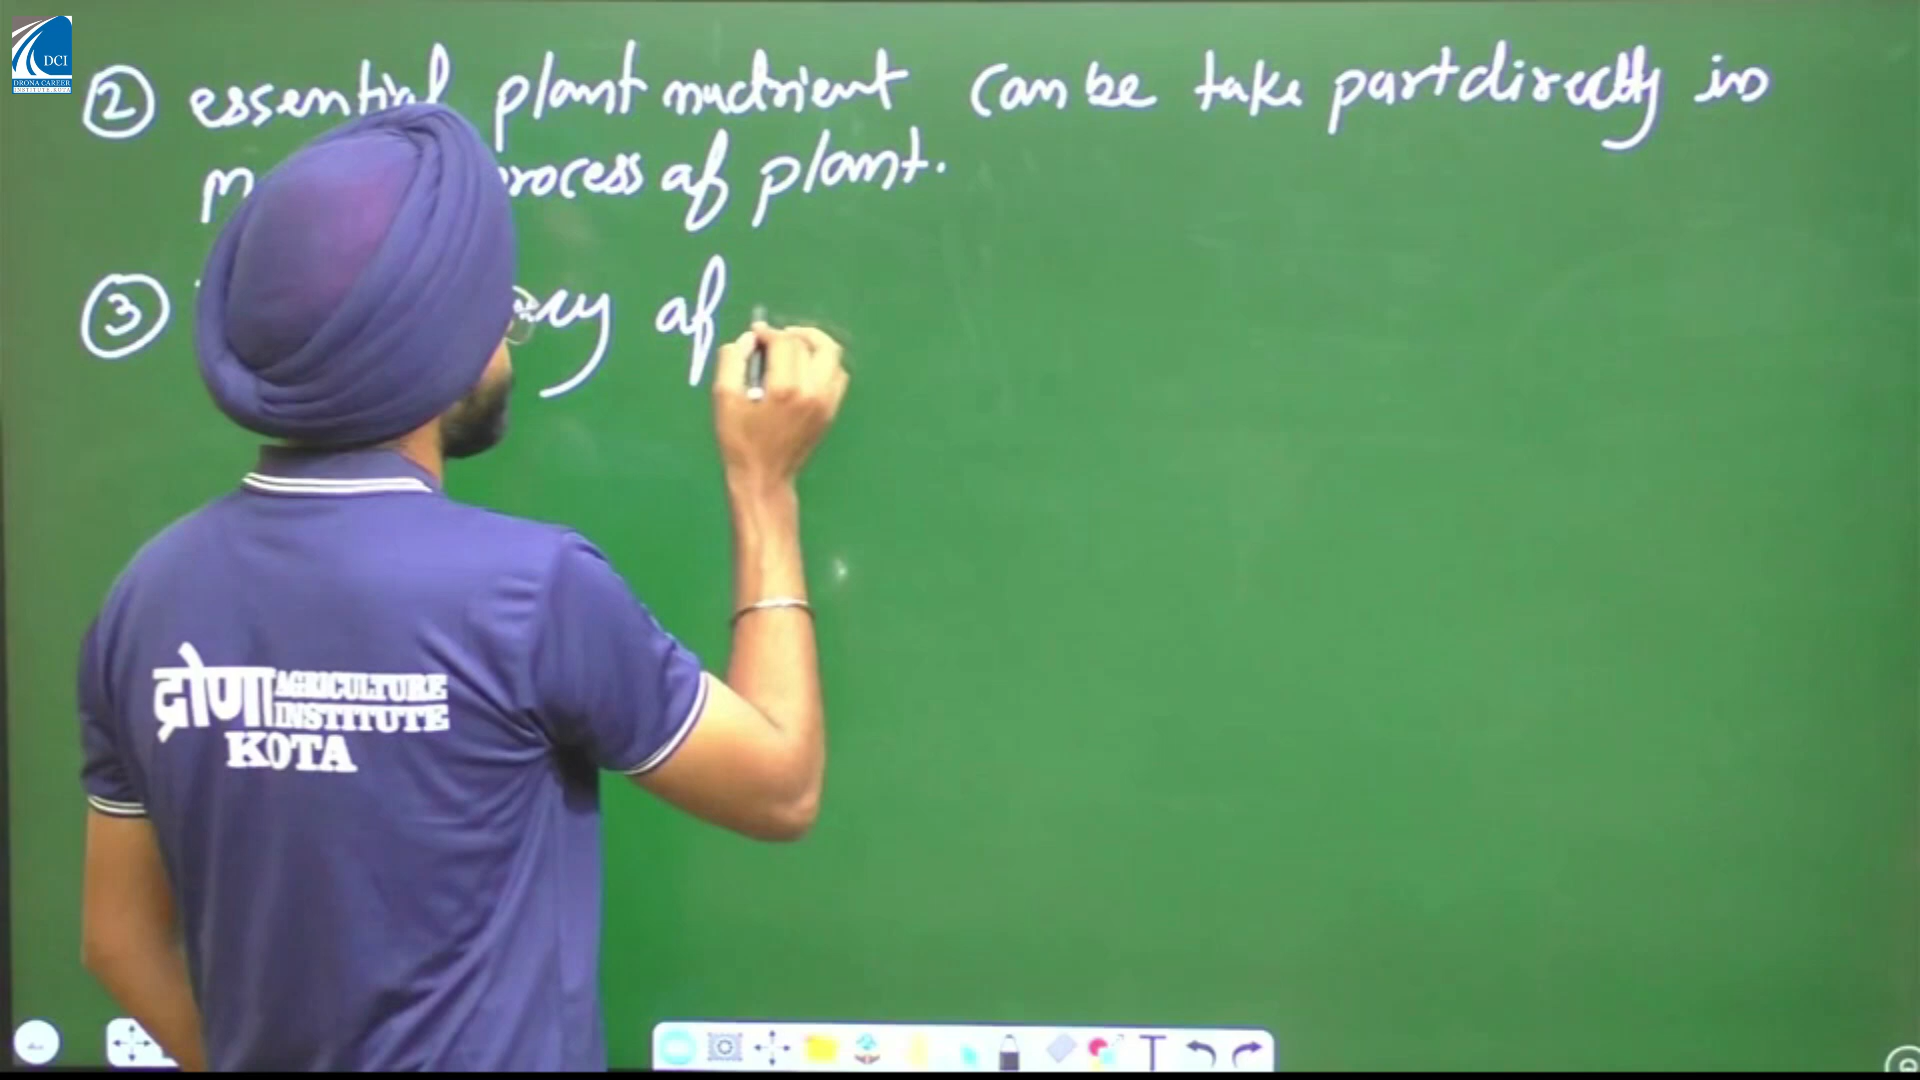 DCI
DRONA CAREER
INSTITUTE KOTA
② essential plant nuctrient can be take part directly in
process af plant.
③ af
द्रोणा AGRICULTURE
INSTITUTE
KOTA
T